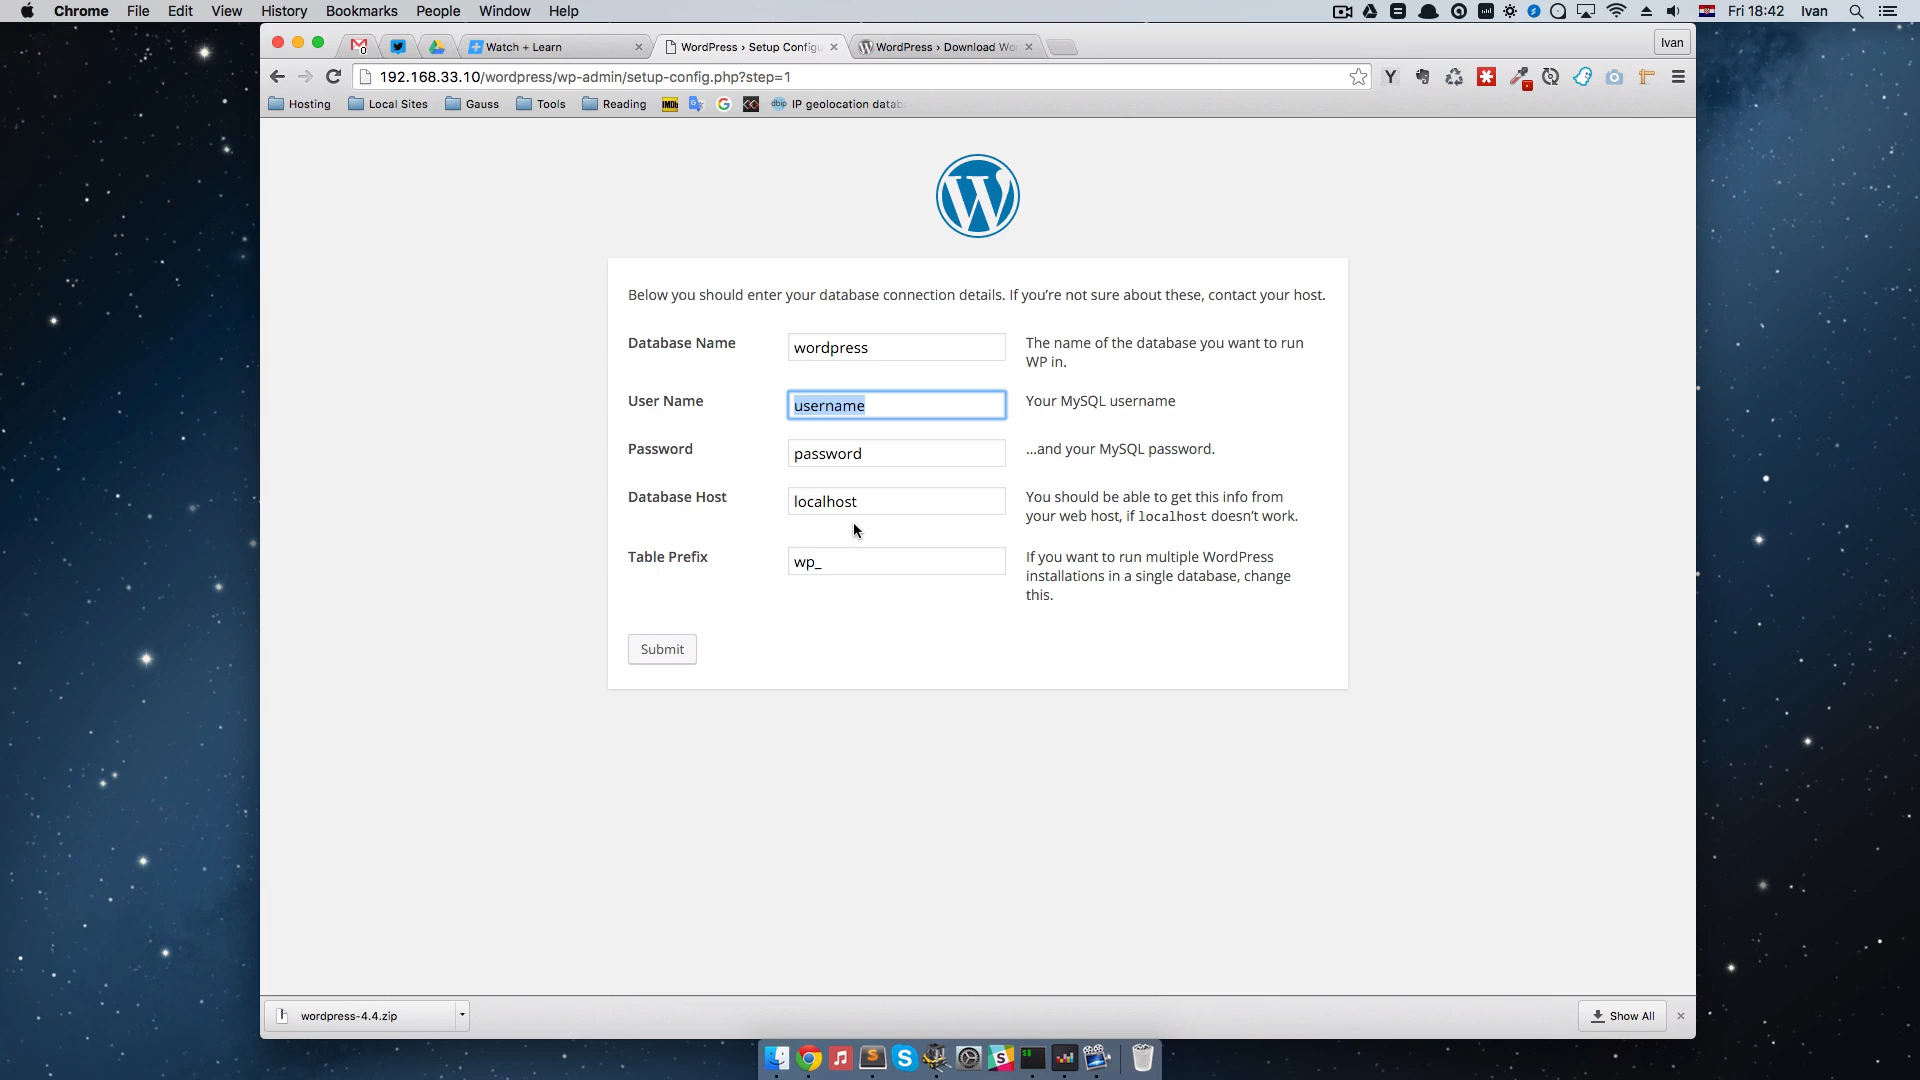 Chrome File Edit View History Bookmarks People Window Help Fri 18:42 Ivan
Watch + Learn WordPress › Setup Configu WordPress › Download Wo Ivan
192.168.33.10/wordpress/wp-admin/setup-config.php?step=1
Hosting Local Sites Gauss Tools Reading IMDb dbip IP geolocation datab
Below you should enter your database connection details. If you’re not sure about these, contact your host.
Database Name wordpress The name of the database you want to run
WP in.
User Name username Your MySQL username
Password password …and your MySQL password.
Database Host localhost You should be able to get this info from
your web host, if localhost doesn’t work.
Table Prefix wp_ If you want to run multiple WordPress
installations in a single database, change
this.
Submit
wordpress-4.4.zip Show All